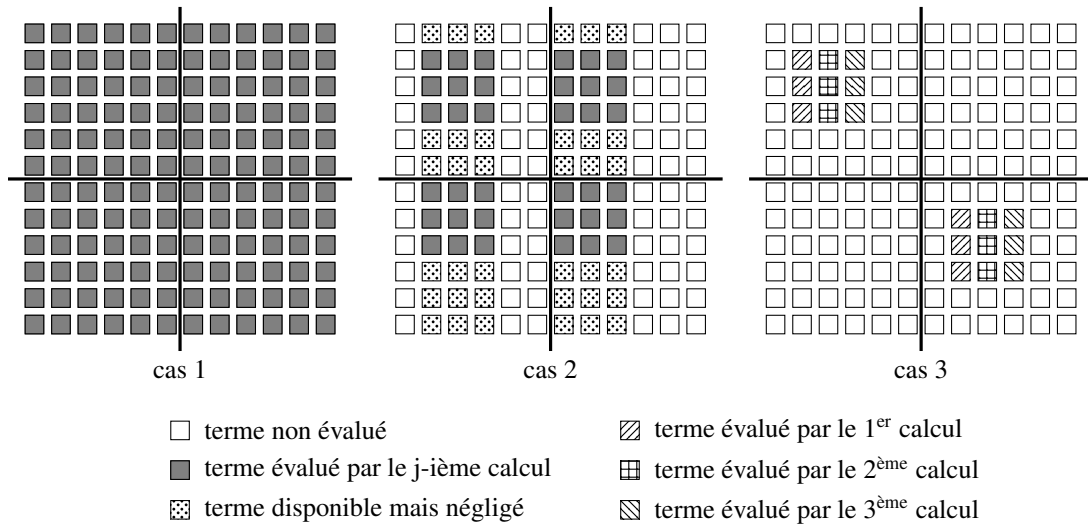 cas 1
cas 2
cas 3
terme non évalué
terme évalué par le j-ième calcul
terme disponible mais négligé
terme évalué par le 1er calcul
terme évalué par le 2ème calcul
terme évalué par le 3ème calcul